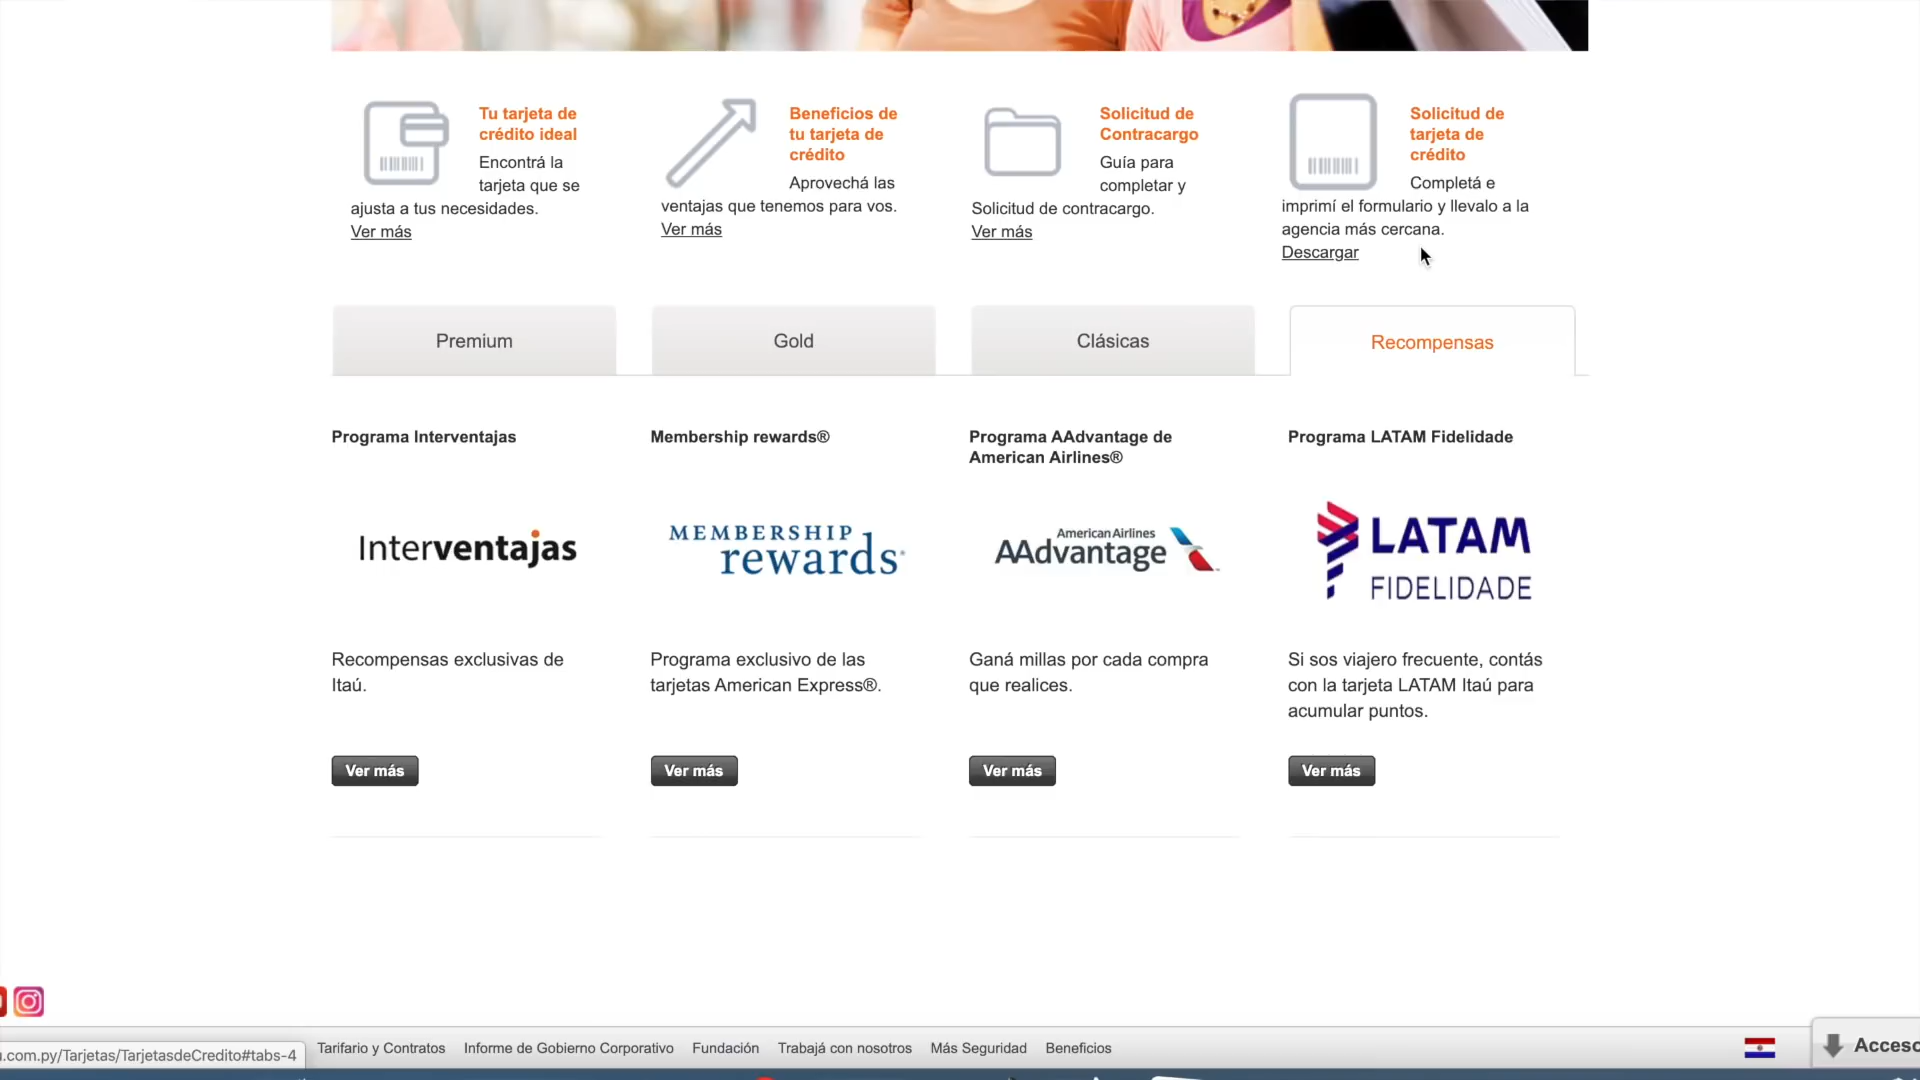 Tu tarjeta de
crédito ideal
Encontrá la
tarjeta que se
ajusta a tus necesidades.
Ver más
Beneficios de
tu tarjeta de
crédito
Aprovechá las
ventajas que tenemos para vos.
Ver más
Solicitud de
Contracargo
Guía para
completar y
Solicitud de contracargo.
Ver más
Solicitud de
tarjeta de
crédito
Completá e
imprimí el formulario y llevalo a la
agencia más cercana.
Descargar
Premium
Gold
Clásicas
Recompensas
Programa Interventajas
Interventajas
Recompensas exclusivas de
Itaú.
Ver más
Membership rewards®
MEMBERSHIP
rewards
Programa exclusivo de las
tarjetas American Express®.
Ver más
Programa AAdvantage de
American Airlines®
American Airlines
AAdvantage
Ganá millas por cada compra
que realices.
Ver más
Programa LATAM Fidelidade
LATAM
FIDELIDADE
Si sos viajero frecuente, contás
con la tarjeta LATAM Itaú para
acumular puntos.
Ver más
.com.py/Tarjetas/TarjetasdeCredito#tabs-4
Tarifario y Contratos
Informe de Gobierno Corporativo
Fundación
Trabajá con nosotros
Más Seguridad
Beneficios
Acceso